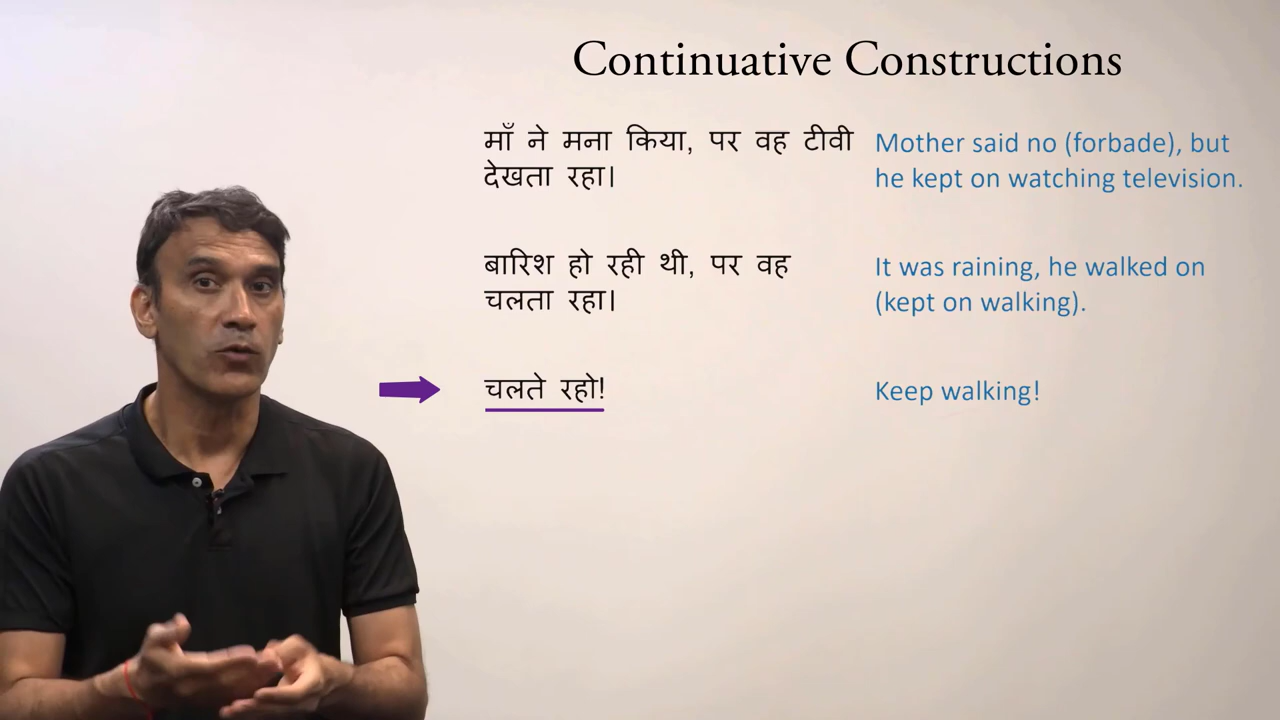 Continuative Constructions
माँ ने मना किया, पर वह टीवी
देखता रहा।
Mother said no (forbade), but
he kept on watching television.
बारिश हो रही थी, पर वह
चलता रहा।
It was raining, he walked on
(kept on walking).
चलते रहो!
Keep walking!